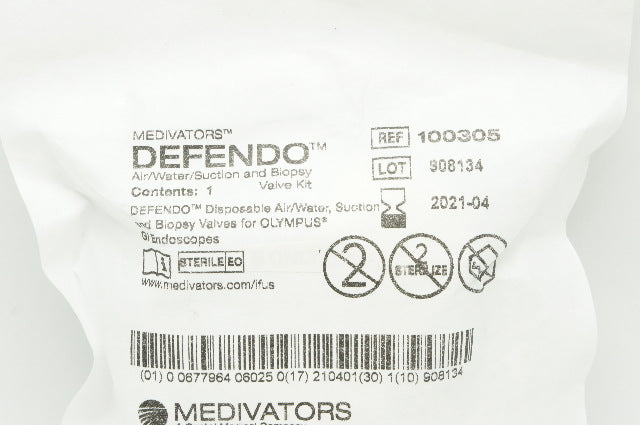 MEDIVATORS™
DEFENDO™
Air/Water/Suction and Biopsy
Valve Kit
Contents: 1
DEFENDO™ Disposable Air/Water, Suction
and Biopsy Valves for OLYMPUS®
GI Endoscopes
STERILE EO
www.medivators.com/ifus
REF 100305
LOT 908134
2021-04
2
2
STERILIZE
(01) 0 0677964 06025 0(17) 210401(30) 1(10) 908134
MEDIVATORS